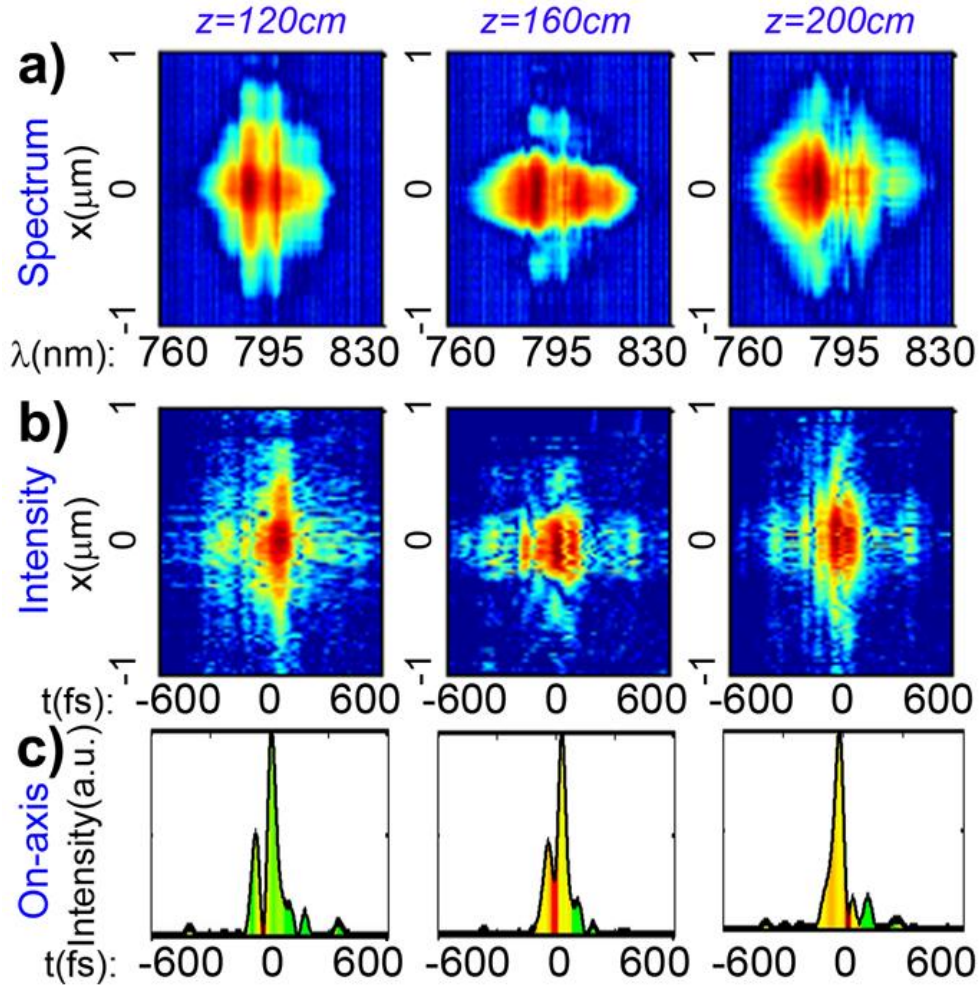 z=120cm z=160cm z=200cm
a)
Spectrum
x(μm)
1 0 -1
1 0 -1
1 0 -1
λ(nm): 760 795 830 760 795 830 760 795 830
b)
Intensity
x(μm)
1 0 -1
1 0 -1
1 0 -1
t(fs): -600 0 600 -600 0 600 -600 0 600
c)
On-axis
Intensity(a.u.)
t(fs): -600 0 600 -600 0 600 -600 0 600